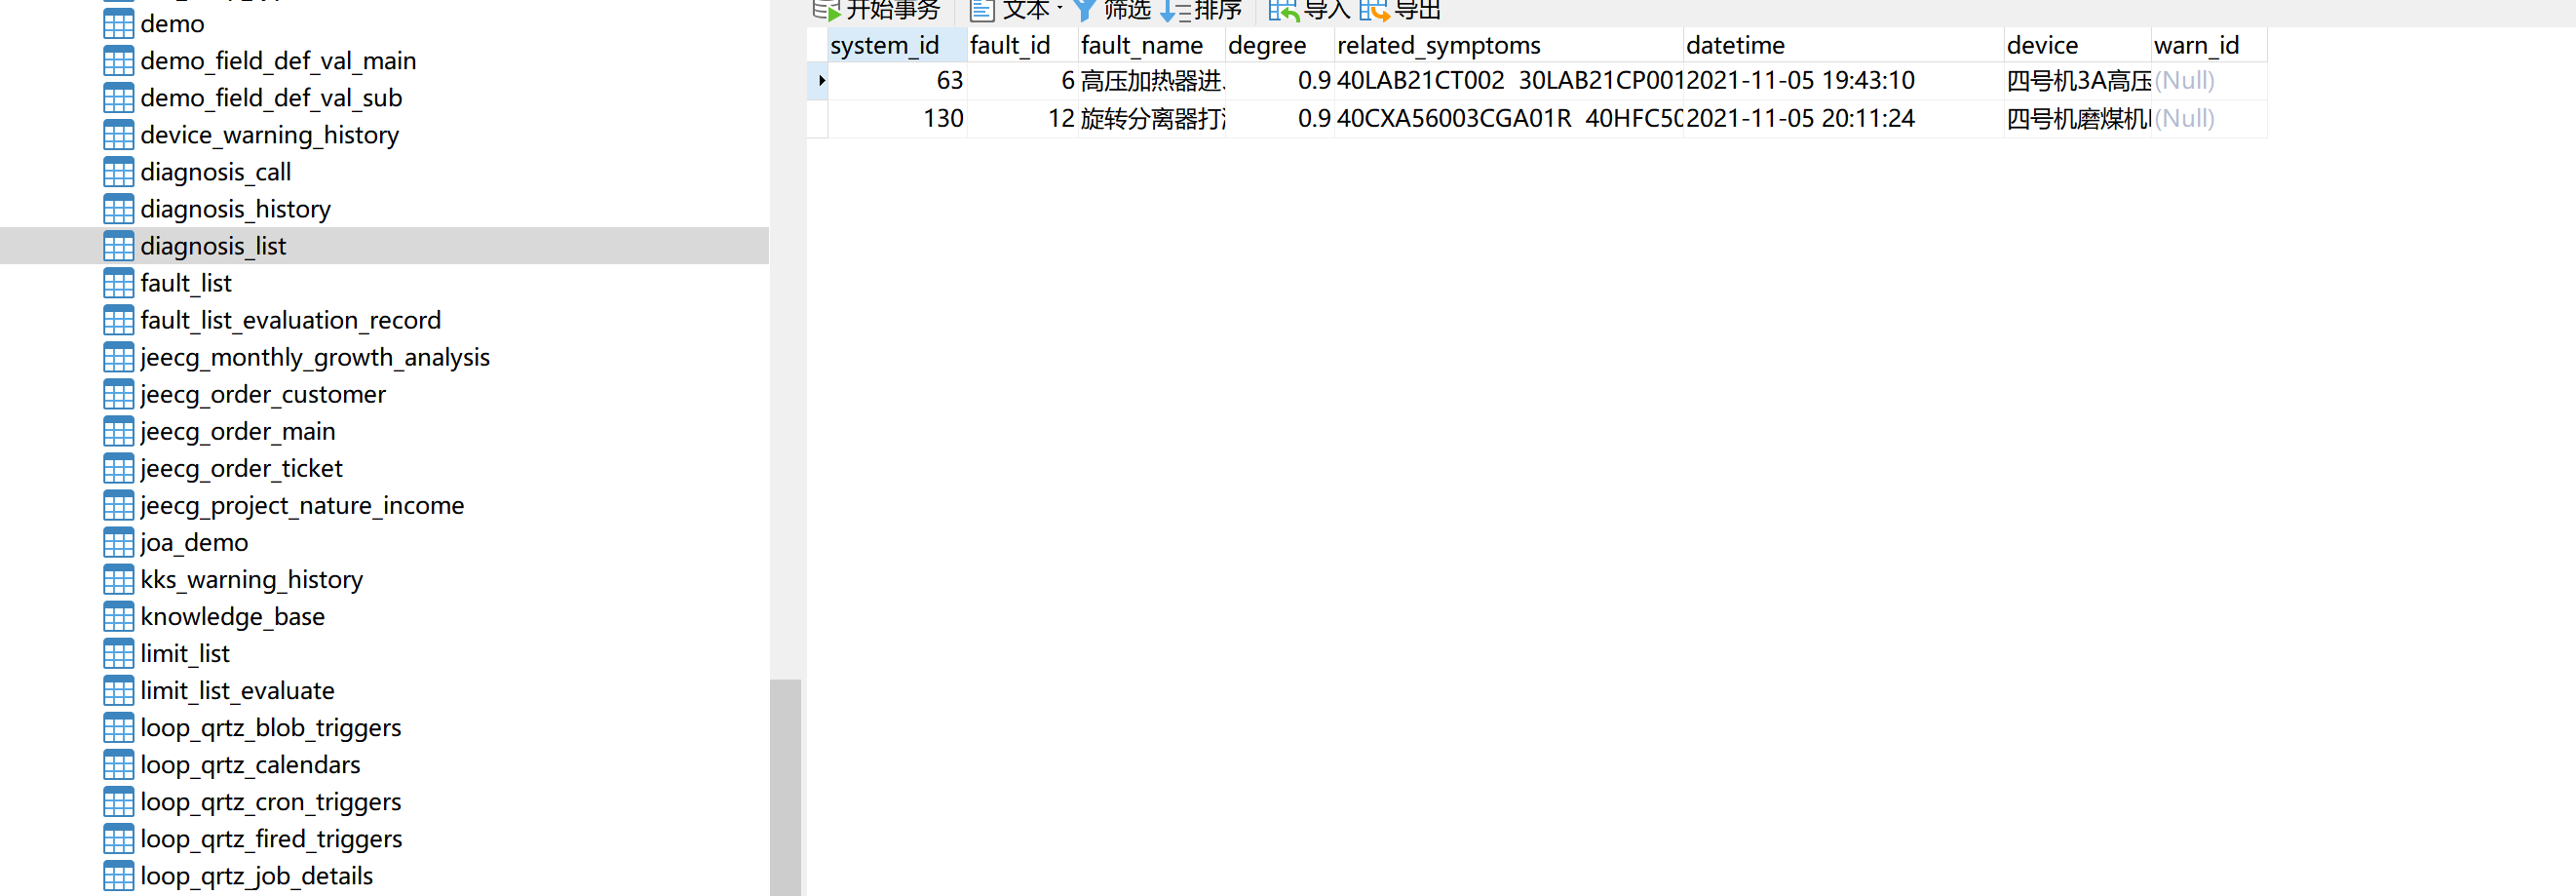 demo
demo_field_def_val_main
demo_field_def_val_sub
device_warning_history
diagnosis_call
diagnosis_history
diagnosis_list
fault_list
fault_list_evaluation_record
jeecg_monthly_growth_analysis
jeecg_order_customer
jeecg_order_main
jeecg_order_ticket
jeecg_project_nature_income
joa_demo
kks_warning_history
knowledge_base
limit_list
limit_list_evaluate
loop_qrtz_blob_triggers
loop_qrtz_calendars
loop_qrtz_cron_triggers
loop_qrtz_fired_triggers
loop_qrtz_job_details
开始事务 文本 筛选 排序 导入 导出
system_id fault_id fault_name degree related_symptoms datetime device warn_id
63 6 高压加热器进 0.9 40LAB21CT002 30LAB21CP001 2021-11-05 19:43:10 四号机3A高压 (Null)
130 12 旋转分离器打 0.9 40CXA56003CGA01R 40HFC50 2021-11-05 20:11:24 四号机磨煤机 (Null)